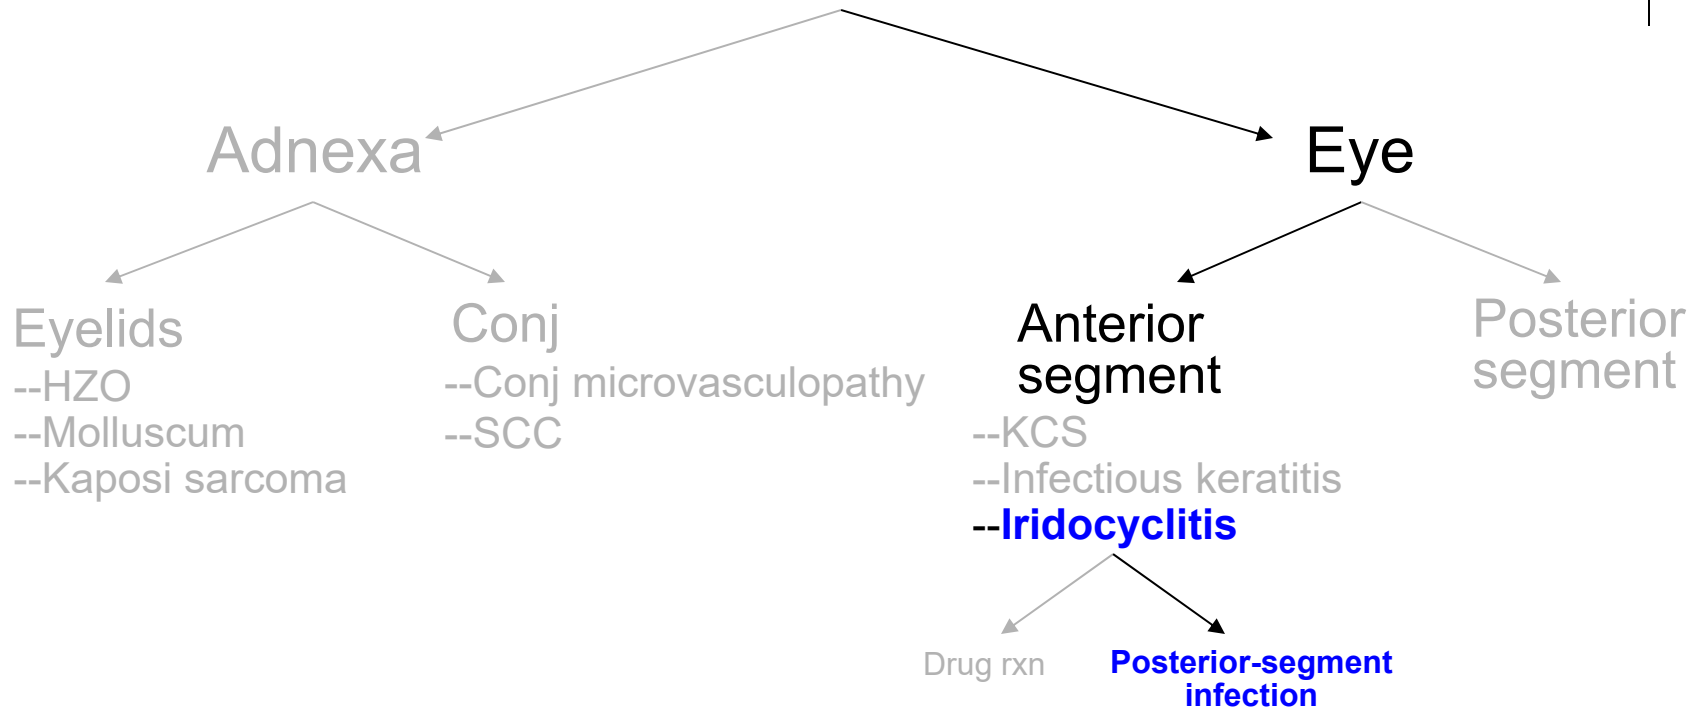 Adnexa
Eye
Eyelids
--HZO
--Molluscum
--Kaposi sarcoma
Conj
--Conj microvasculopathy
--SCC
Anterior
segment
--KCS
--Infectious keratitis
--Iridocyclitis
Drug rxn
Posterior-segment
infection
Posterior
segment